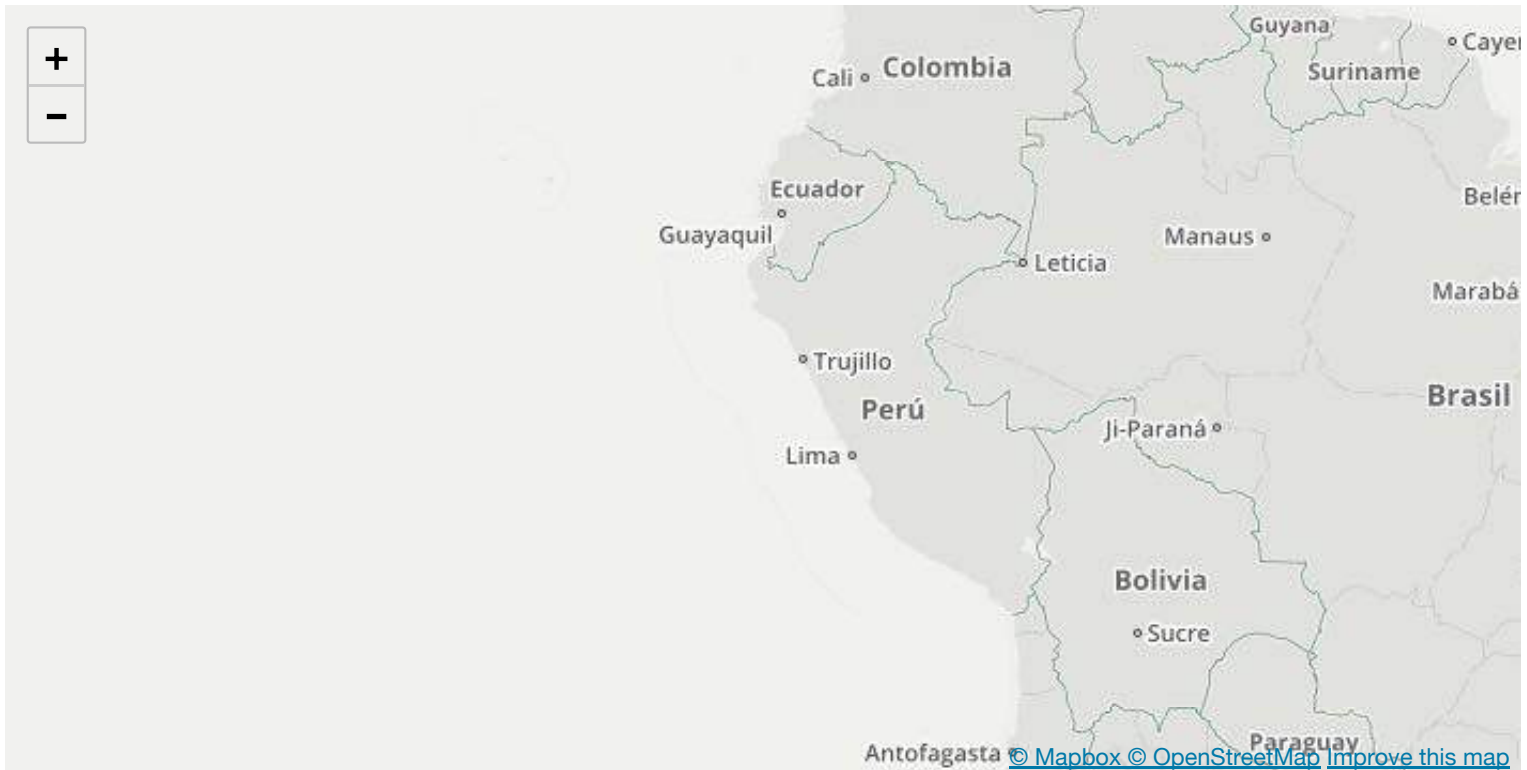 +
−
Guyana
Cayen
Colombia
Cali
Suriname
Ecuador
Belén
Guayaquil
Manaus
Leticia
Marabá
Trujillo
Brasil
Perú
Ji-Paraná
Lima
Bolivia
Sucre
Paraguay
Antofagasta
© Mapbox © OpenStreetMap Improve this map